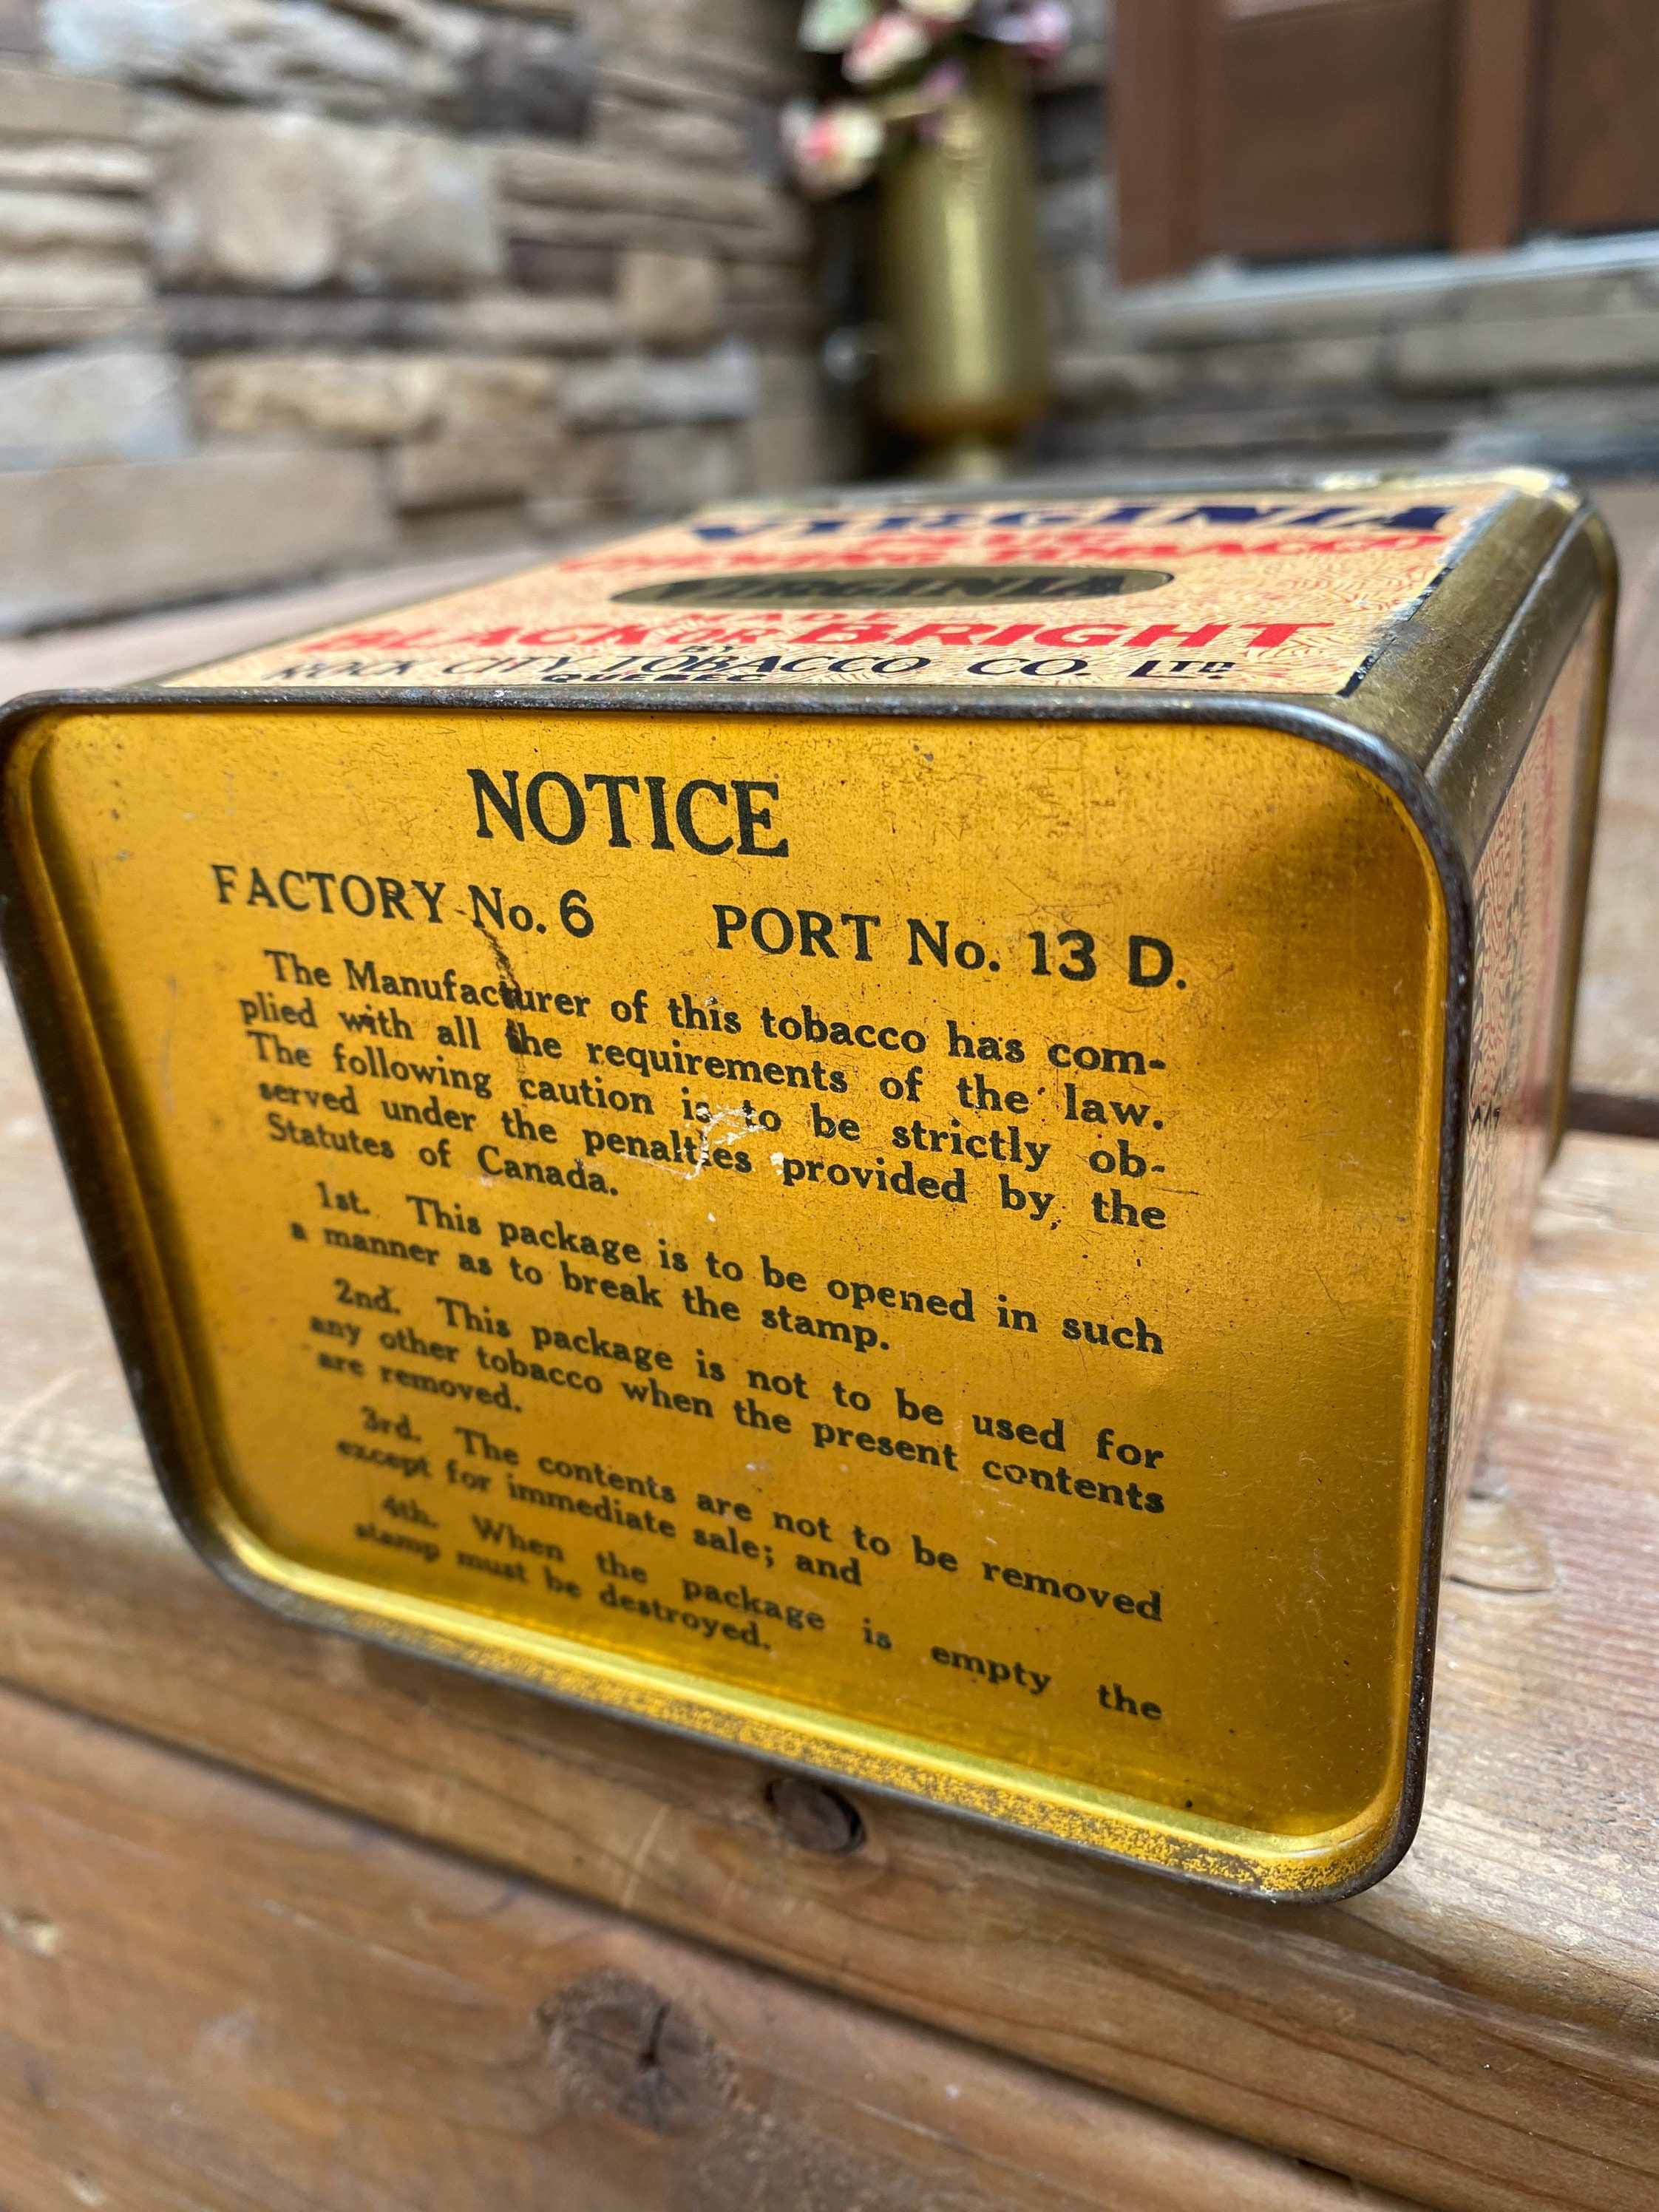 VIRGINIA
CHEWING TOBACCO
VIRGINIA
MADE
BLACK OR BRIGHT
BY
ROCK CITY TOBACCO CO. LTD.
QUEBEC
NOTICE
FACTORY No. 6 PORT No. 13 D.
The Manufacturer of this tobacco has com-
plied with all the requirements of the law.
The following caution is to be strictly ob-
served under the penalties provided by the
Statutes of Canada.
1st. This package is to be opened in such
a manner as to break the stamp.
2nd. This package is not to be used for
any other tobacco when the present contents
are removed.
3rd. The contents are not to be removed
except for immediate sale; and
4th. When the package is empty the
stamp must be destroyed.